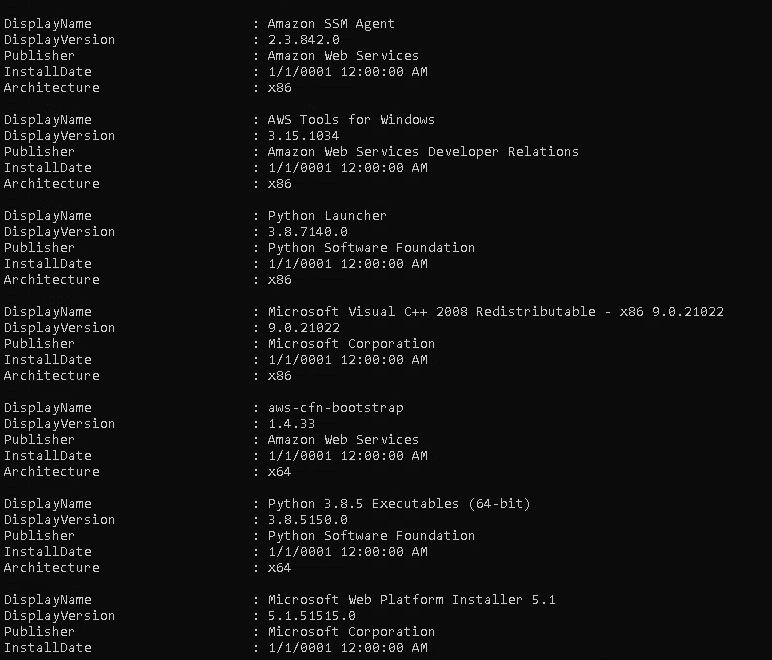 DisplayName : Amazon SSM Agent
DisplayVersion : 2.3.842.0
Publisher : Amazon Web Services
InstallDate : 1/1/0001 12:00:00 AM
Architecture : x86
DisplayName : AWS Tools for Windows
DisplayVersion : 3.15.1034
Publisher : Amazon Web Services Developer Relations
InstallDate : 1/1/0001 12:00:00 AM
Architecture : x86
DisplayName : Python Launcher
DisplayVersion : 3.8.7140.0
Publisher : Python Software Foundation
InstallDate : 1/1/0001 12:00:00 AM
Architecture : x86
DisplayName : Microsoft Visual C++ 2008 Redistributable - x86 9.0.21022
DisplayVersion : 9.0.21022
Publisher : Microsoft Corporation
InstallDate : 1/1/0001 12:00:00 AM
Architecture : x86
DisplayName : aws-cfn-bootstrap
DisplayVersion : 1.4.33
Publisher : Amazon Web Services
InstallDate : 1/1/0001 12:00:00 AM
Architecture : x64
DisplayName : Python 3.8.5 Executables (64-bit)
DisplayVersion : 3.8.5150.0
Publisher : Python Software Foundation
InstallDate : 1/1/0001 12:00:00 AM
Architecture : x64
DisplayName : Microsoft Web Platform Installer 5.1
DisplayVersion : 5.1.51515.0
Publisher : Microsoft Corporation
InstallDate : 1/1/0001 12:00:00 AM